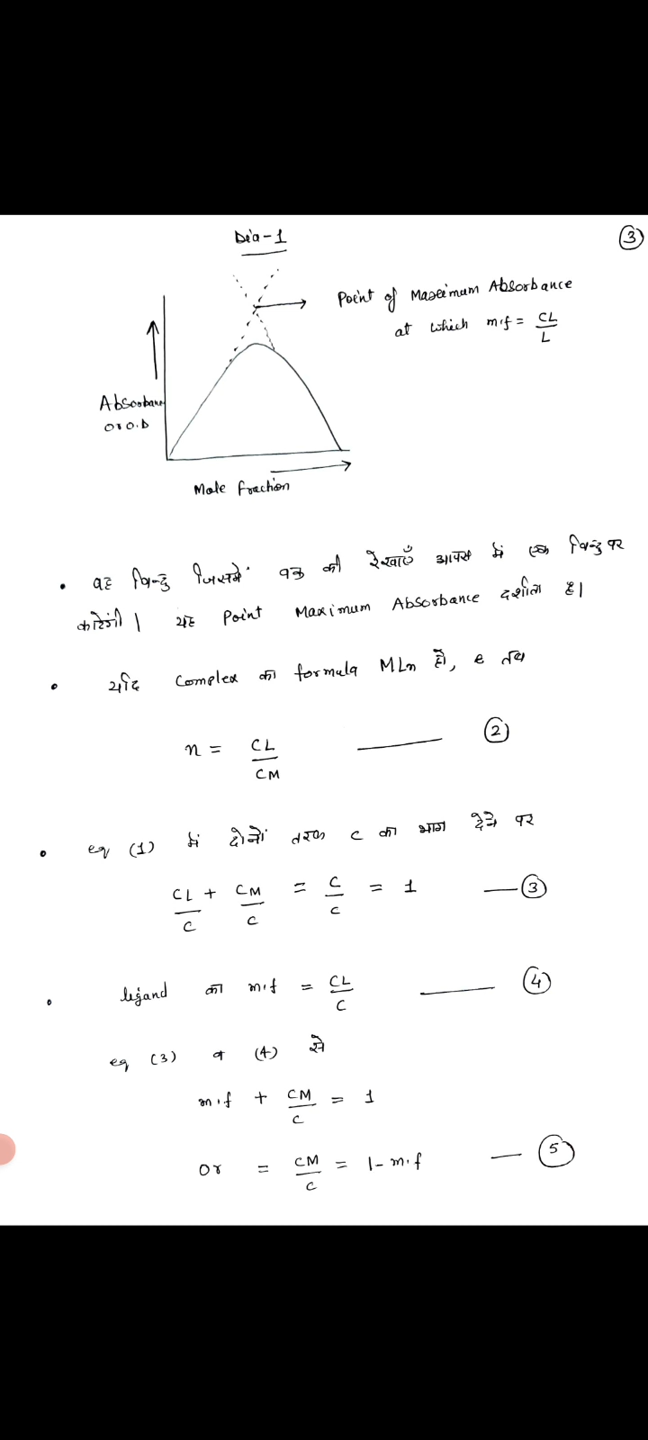 Dia-1
③
Point of Maximum Absorbance
at which m.f = CL/L
Absorban
or o.D
Mole fraction
• वह बिन्दु जिसमें वक्र की रेखाएँ आपस में एक बिन्दु पर
काटेंगी। यह Point Maximum Absorbance दर्शाता है।
• यदि Complex का formula MLn हो, e तब
n = CL/CM ②
• eq (1) में दोनों तरफ C का भाग देने पर
CL/C + CM/C = C/C = 1 — ③
• ligand का m.f = CL/C ④
eq (3) व (4) से
m.f + CM/C = 1
or = CM/C = 1 - m.f — ⑤